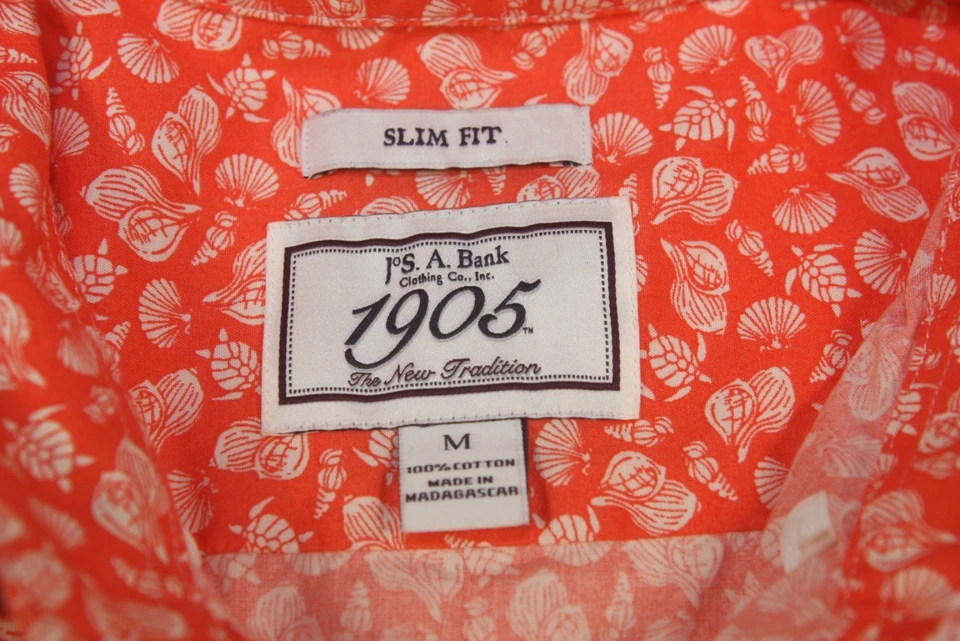 SLIM FIT
JoS. A. Bank
Clothing Co., Inc.
1905™
The New Tradition
M
100% COTTON
MADE IN
MADAGASCAR